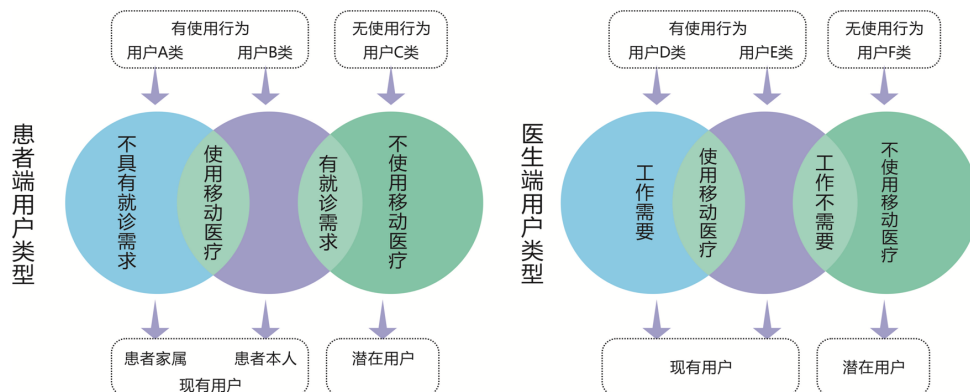 患者端用户类型
有使用行为
用户A类 用户B类
无使用行为
用户C类
不具有就诊需求
使用移动医疗
有就诊需求
不使用移动医疗
患者家属 患者本人
现有用户
潜在用户
医生端用户类型
有使用行为
用户D类 用户E类
无使用行为
用户F类
工作需要
使用移动医疗
工作不需要
不使用移动医疗
现有用户
潜在用户